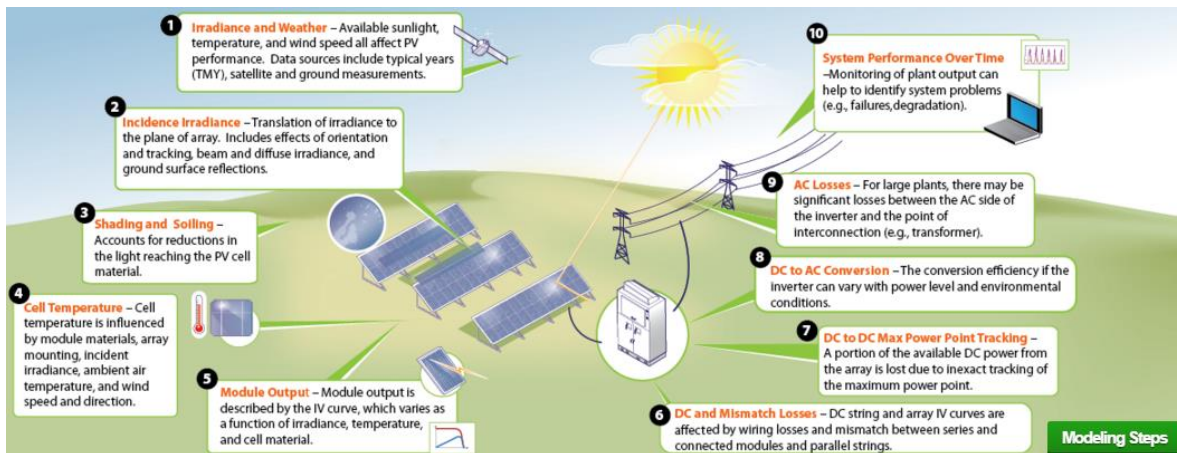 1
Irradiance and Weather – Available sunlight,
temperature, and wind speed all affect PV
performance. Data sources include typical years
(TMY), satellite and ground measurements.
2
Incidence Irradiance – Translation of irradiance to
the plane of array. Includes effects of orientation
and tracking, beam and diffuse irradiance, and
ground surface reflections.
3
Shading and Soiling –
Accounts for reductions in
the light reaching the PV cell
material.
4
Cell Temperature – Cell
temperature is influenced
by module materials, array
mounting, incident
irradiance, ambient air
temperature, and wind
speed and direction.
5
Module Output – Module output is
described by the IV curve, which varies as
a function of irradiance, temperature,
and cell material.
6
DC and Mismatch Losses – DC string and array IV curves are
affected by wiring losses and mismatch between series and
connected modules and parallel strings.
7
DC to DC Max Power Point Tracking –
A portion of the available DC power from
the array is lost due to inexact tracking of
the maximum power point.
8
DC to AC Conversion – The conversion efficiency if the
inverter can vary with power level and environmental
conditions.
9
AC Losses – For large plants, there may be
significant losses between the AC side of
the inverter and the point of
interconnection (e.g., transformer).
10
System Performance Over Time
–Monitoring of plant output can
help to identify system problems
(e.g., failures,degradation).
Modeling Steps